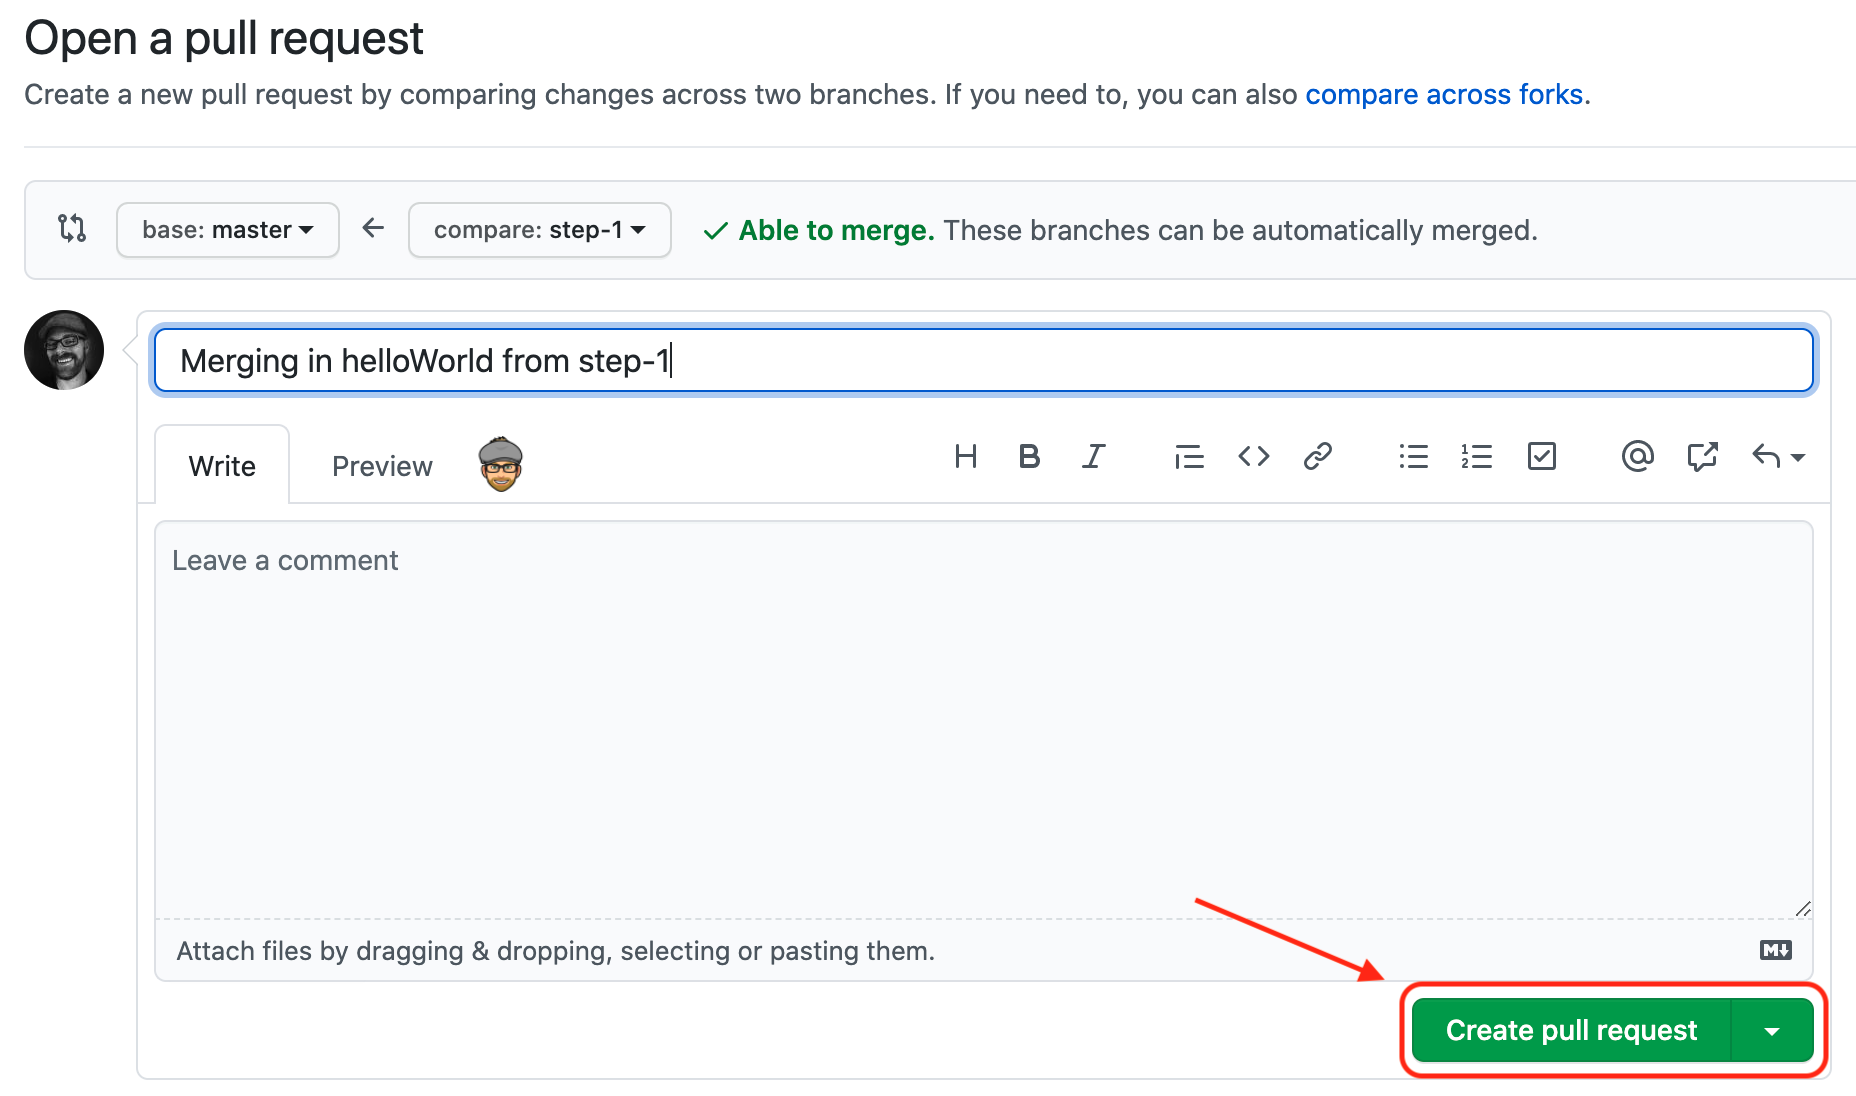 Open a pull request
Create a new pull request by comparing changes across two branches. If you need to, you can also compare across forks.
base: master compare: step-1 Able to merge. These branches can be automatically merged.
Merging in helloWorld from step-1
Write Preview
Leave a comment
Attach files by dragging & dropping, selecting or pasting them.
Create pull request